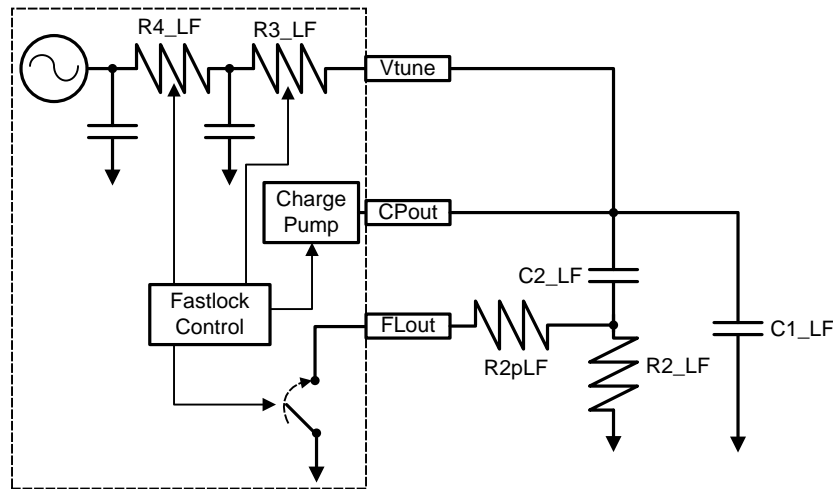 R4_LF
R3_LF
Vtune
Charge
Pump
CPout
C2_LF
Fastlock
Control
FLout
C1_LF
R2pLF
R2_LF